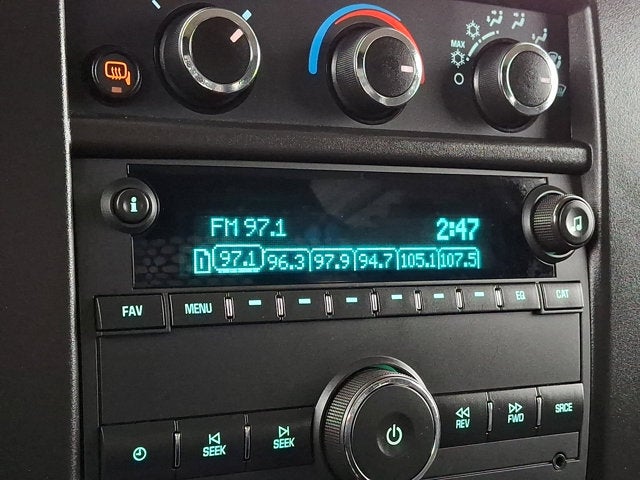 MAX
FM 97.1 2:47
1 97.1 96.3 97.9 94.7 105.1 107.5
FAV MENU EQ CAT
SEEK SEEK REV FWD SRCE